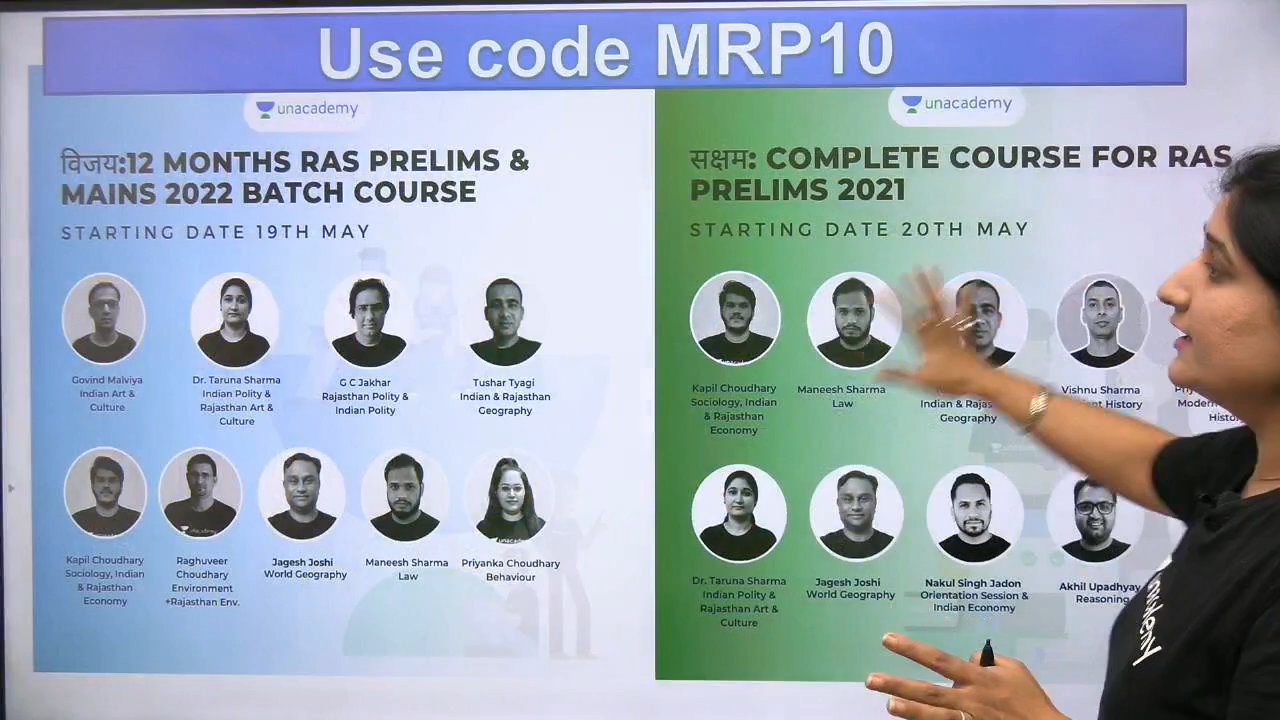 Use code MRP10
unacademy
विजय:12 MONTHS RAS PRELIMS &
MAINS 2022 BATCH COURSE
STARTING DATE 19TH MAY
Govind Malviya
Indian Art &
Culture
Dr. Taruna Sharma
Indian Polity &
Rajasthan Art &
Culture
G C Jakhar
Rajasthan Polity &
Indian Polity
Tushar Tyagi
Indian & Rajasthan
Geography
Kapil Choudhary
Sociology, Indian
& Rajasthan
Economy
Raghuveer
Choudhary
Environment
+Rajasthan Env.
Jagesh Joshi
World Geography
Maneesh Sharma
Law
Priyanka Choudhary
Behaviour
unacademy
सक्षम: COMPLETE COURSE FOR RAS
PRELIMS 2021
STARTING DATE 20TH MAY
Kapil Choudhary
Sociology, Indian
& Rajasthan
Economy
Maneesh Sharma
Law
Indian &
Geography
Vishnu Sharma
History
Dr. Taruna Sharma
Indian Polity &
Rajasthan Art &
Culture
Jagesh Joshi
World Geography
Nakul Singh Jadon
Orientation Session &
Indian Economy
Akhil Upadhyay
Reasoning